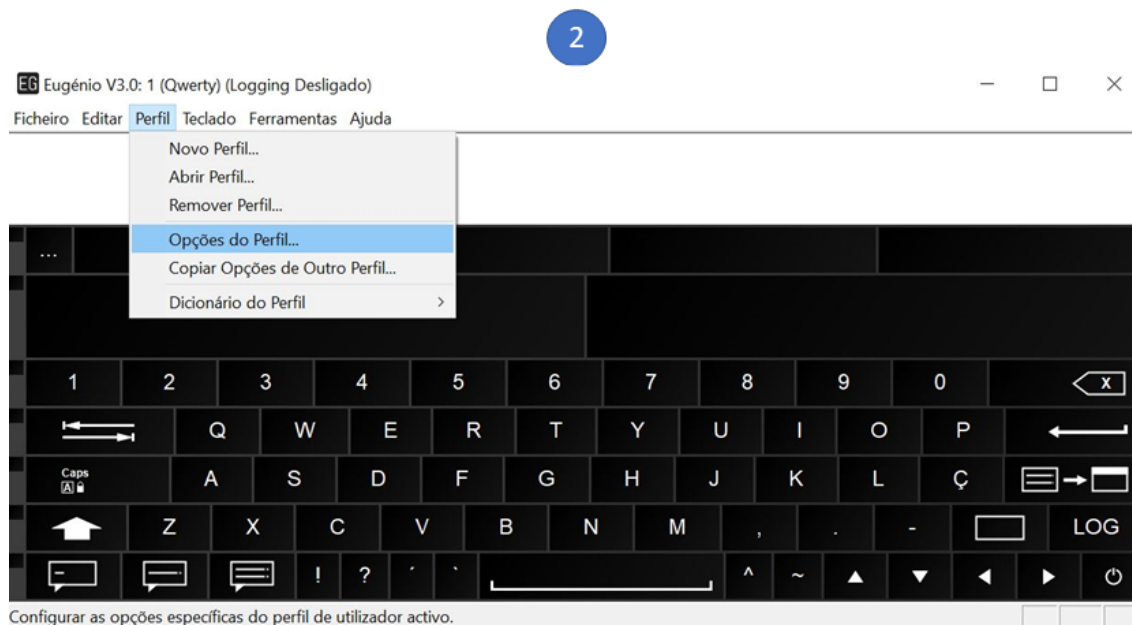 2
EG Eugénio V3.0: 1 (Qwerty) (Logging Desligado)
Ficheiro Editar Perfil Teclado Ferramentas Ajuda
Novo Perfil...
Abrir Perfil...
Remover Perfil...
Opções do Perfil...
Copiar Opções de Outro Perfil...
Dicionário do Perfil
...
1 2 3 4 5 6 7 8 9 0 X
Q W E R T Y U I O P
Caps
A
A S D F G H J K L Ç
Z X C V B N M , . - LOG
! ? ´ ` ^ ~
Configurar as opções específicas do perfil de utilizador activo.